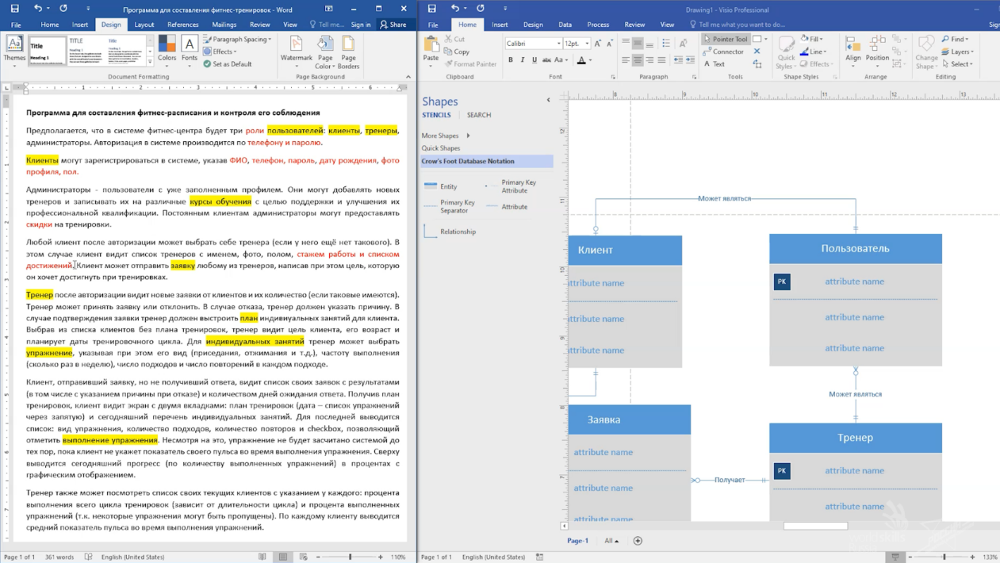 Программа для составления фитнес-тренировок - Word
Sign in
Share
File
Home
Insert
Design
Layout
References
Mailings
Review
View
Tell me...
Themes
Title
Heading 1
TITLE
Heading 1
Title
Heading 1
Colors
Fonts
Paragraph Spacing
Effects
Set as Default
Watermark
Page Color
Page Borders
Document Formatting
Page Background
1 2 3 4 5 6
Программа для составления фитнес-расписания и контроля его соблюдения
Предполагается, что в системе фитнес-центра будет три роли пользователей: клиенты, тренеры,
администраторы. Авторизация в системе производится по телефону и паролю.
Клиенты могут зарегистрироваться в системе, указав ФИО, телефон, пароль, дату рождения, фото
профиля, пол.
Администраторы - пользователи с уже заполненным профилем. Они могут добавлять новых
тренеров и записывать их на различные курсы обучения с целью поддержки и улучшения их
профессиональной квалификации. Постоянным клиентам администраторы могут предоставлять
скидки на тренировки.
Любой клиент после авторизации может выбрать себе тренера (если у него ещё нет такового). В
этом случае клиент видит список тренеров с именем, фото, полом, стажем работы и списком
достижений. Клиент может отправить заявку любому из тренеров, написав при этом цель, которую
он хочет достигнуть при тренировках.
Тренер после авторизации видит новые заявки от клиентов и их количество (если таковые имеются).
Тренер может принять заявку или отклонить. В случае отказа, тренер должен указать причину. В
случае подтверждения заявки тренер должен выстроить план индивиуальных занятий для клиента.
Выбрав из списка клиентов без плана тренировок, тренер видит цель клиента, его возраст и
планирует даты тренировочного цикла. Для индивидуальных занятий тренер может выбрать
упражнение, указывая при этом его вид (приседания, отжимания и т.д.), частоту выполнения
(сколько раз в неделю), число подходов и число повторений в каждом подходе.
Клиент, отправивший заявку, но не получивший ответа, видит список своих заявок с результатами
(в том числе с указанием причины при отказе) и количеством дней ожидания ответа. Получив план
тренировок, клиент видит экран с двумя вкладками: план тренировок (дата – список упражнений
через запятую) и сегодняшний перечень индивидуальных занятий. Для последней выводится
список: вид упражнения, количество подходов, количество повторов и checkbox, позволяющий
отметить выполнение упражнения. Несмотря на это, упражнение не будет засчитано системой до
тех пор, пока клиент не укажет показатель своего пульса во время выполнения упражнения. Сверху
выводится сегодняшний прогресс (по количеству выполненных упражнений) в процентах с
графическим отображением.
Тренер также может посмотреть список своих текущих клиентов с указанием у каждого: процента
выполнения всего цикла тренировок (зависит от длительности цикла) и процента выполненных
упражнений (т.к. некоторые упражнения могут быть пропущены). По каждому клиенту выводится
средний показатель пульса во время выполнения упражнений.
Page 1 of 1
361 words
English (United States)
110%
Drawing1 - Visio Professional
File
Home
Insert
Design
Data
Process
Review
View
Tell me what you want to do...
Sign
Paste
Cut
Copy
Format Painter
Clipboard
Calibri
12pt.
Font
Paragraph
Pointer Tool
Connector
Text
Tools
Quick Styles
Fill
Line
Effects
Shape Styles
Align
Position
Arrange
Change Shape
Find
Layers
Select
Editing
Shapes
STENCILS
SEARCH
More Shapes
Quick Shapes
Crow's Foot Database Notation
Entity
Primary Key Attribute
Primary Key Separator
Attribute
Relationship
8 9 10 11 12 13
Может являться
Клиент
attribute name
attribute name
attribute name
Пользователь
PK
attribute name
attribute name
attribute name
Может являться
Заявка
attribute name
attribute name
attribute name
Получает
Тренер
PK
attribute name
attribute name
Page-1
All
Page 1 of 1
English (United States)
133%